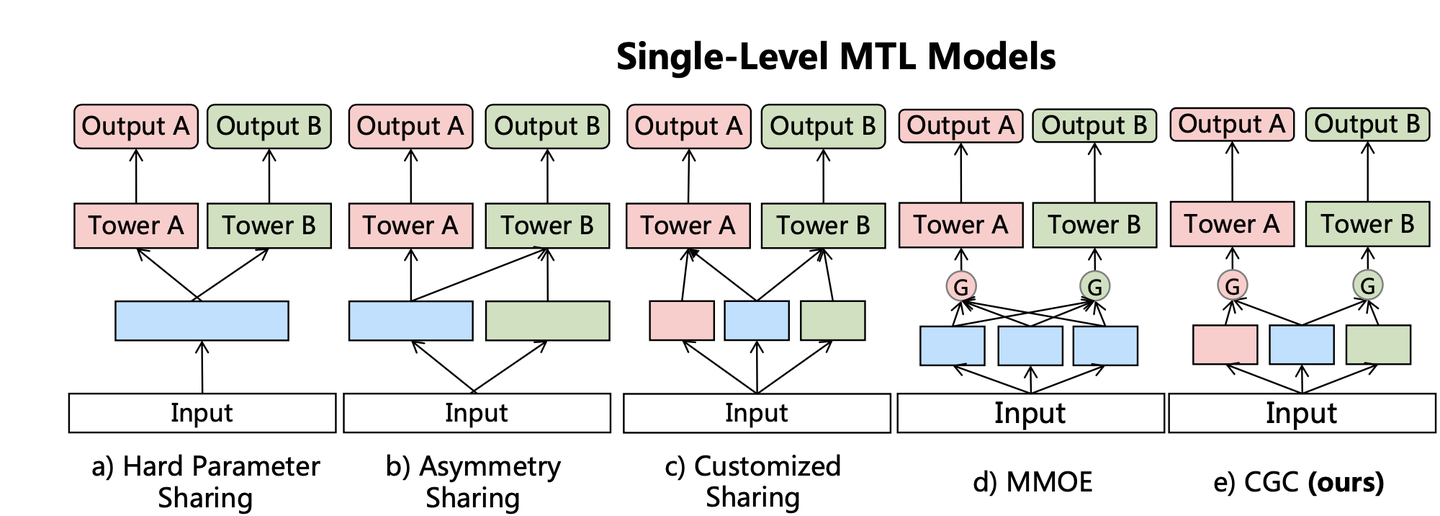 Single-Level MTL Models
Output A Output B Output A Output B Output A Output B Output A Output B Output A Output B
Tower A Tower B Tower A Tower B Tower A Tower B Tower A Tower B Tower A Tower B
G G G G
Input Input Input Input Input
a) Hard Parameter
Sharing
b) Asymmetry
Sharing
c) Customized
Sharing
d) MMOE
e) CGC (ours)